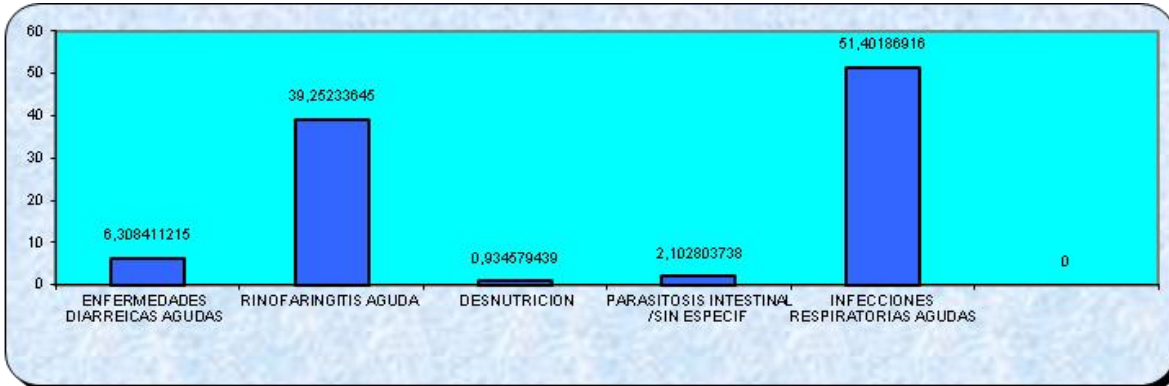 60
50
40
30
20
10
0
6,308411215
39,25233645
0,934579439
2,102803738
51,40186916
0
ENFERMEDADES
DIARREICAS AGUDAS
RINOFARINGITIS AGUDA
DESNUTRICION
PARASITOSIS INTESTINAL
/SIN ESPECIF
INFECCIONES
RESPIRATORIAS AGUDAS